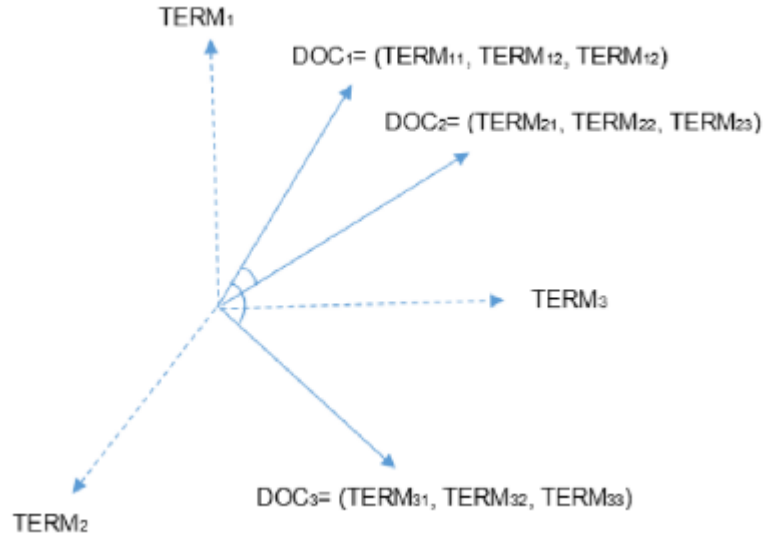 TERM₁
DOC₁= (TERM₁₁, TERM₁₂, TERM₁₂)
DOC₂= (TERM₂₁, TERM₂₂, TERM₂₃)
TERM₃
DOC₃= (TERM₃₁, TERM₃₂, TERM₃₃)
TERM₂